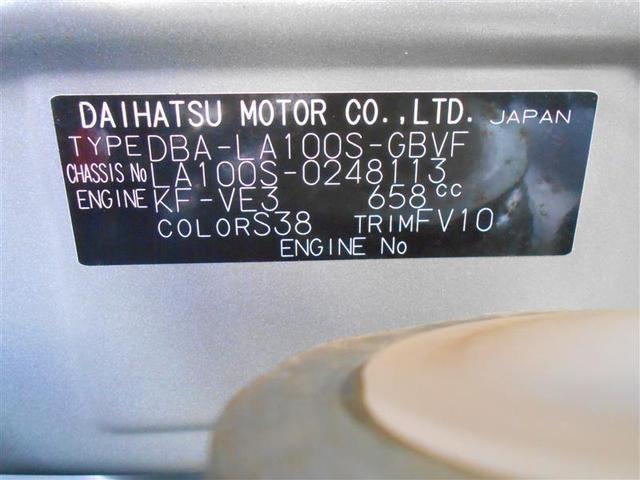 DAIHATSU MOTOR CO.,LTD. JAPAN
TYPE DBA-LA100S-GBVF
CHASSIS No LA100S-0248113
ENGINE KF-VE3 658cc
COLOR S38 TRIM FV10
ENGINE No